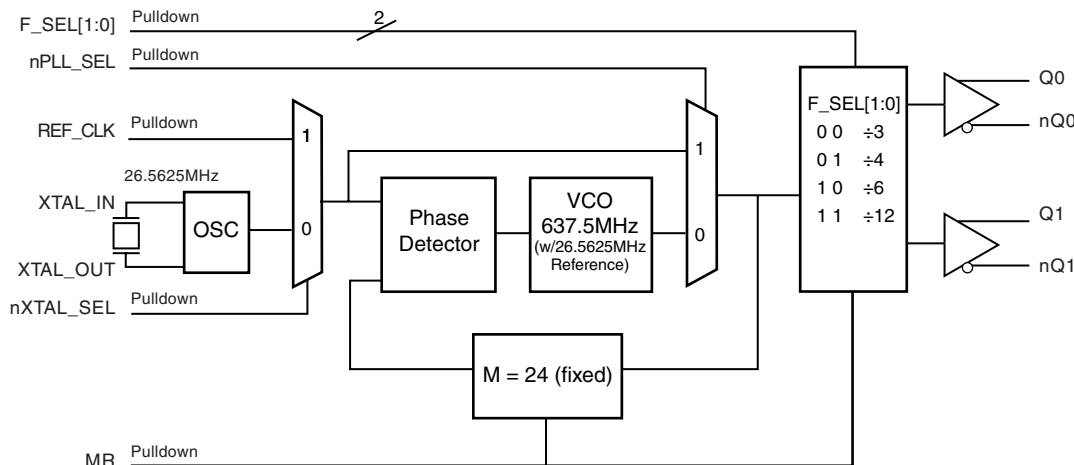 F_SEL[1:0] Pulldown 2
nPLL_SEL Pulldown
REF_CLK Pulldown
26.5625MHz
XTAL_IN
OSC
XTAL_OUT
nXTAL_SEL Pulldown
1
0
Phase
Detector
VCO
637.5MHz
(w/26.5625MHz
Reference)
1
0
M = 24 (fixed)
MR Pulldown
F_SEL[1:0]
0 0 ÷3
0 1 ÷4
1 0 ÷6
1 1 ÷12
Q0
nQ0
Q1
nQ1